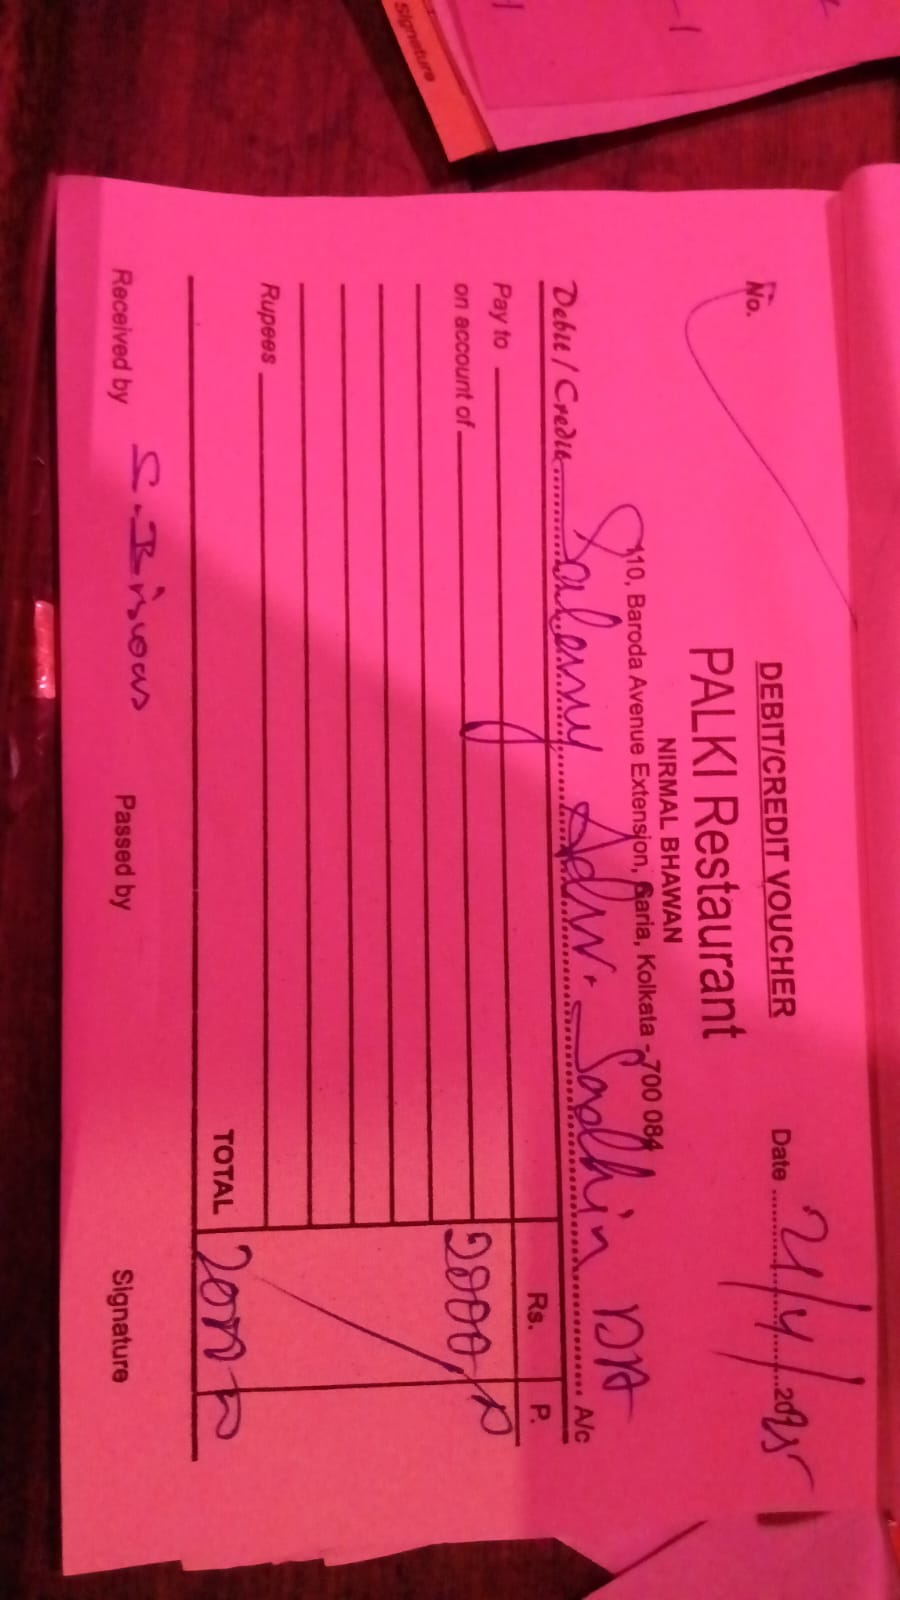 DEBIT/CREDIT VOUCHER
No.
Date 21/4/2025
PALKI Restaurant
NIRMAL BHAWAN
110, Baroda Avenue Extension, Garia, Kolkata - 700 084
Debit / Credit Salary Adv. Sadhin DA A/c
Rs. P.
Pay to
on account of
2000/-
Rupees
TOTAL 2000
Received by S. Biswas Passed by Signature
Signature